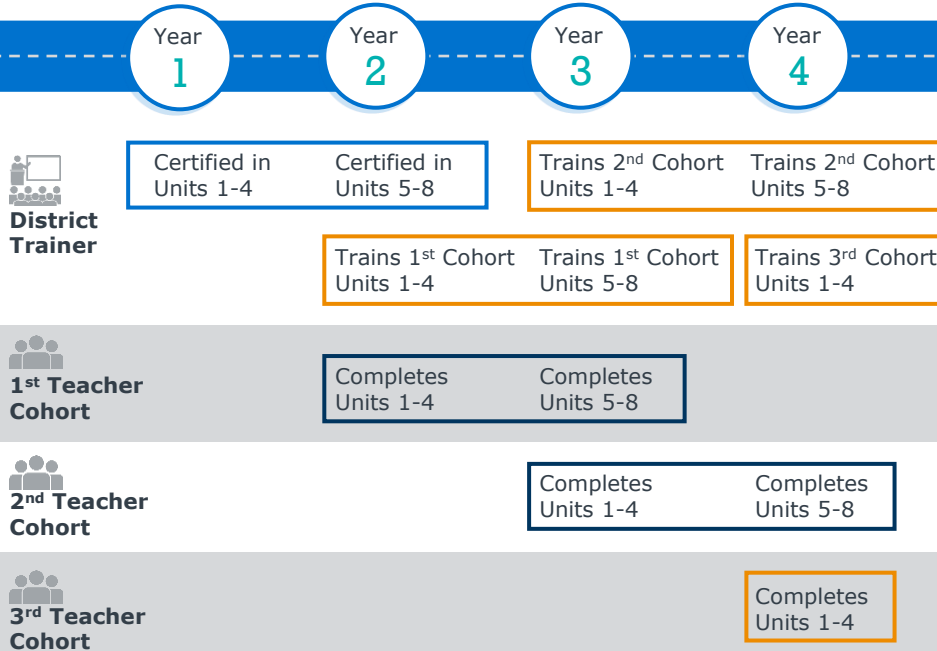 Year
1
Year
2
Year
3
Year
4
District
Trainer
Certified in
Units 1-4
Certified in
Units 5-8
Trains 2nd Cohort
Units 1-4
Trains 2nd Cohort
Units 5-8
Trains 1st Cohort
Units 1-4
Trains 1st Cohort
Units 5-8
Trains 3rd Cohort
Units 1-4
1st Teacher
Cohort
Completes
Units 1-4
Completes
Units 5-8
2nd Teacher
Cohort
Completes
Units 1-4
Completes
Units 5-8
3rd Teacher
Cohort
Completes
Units 1-4